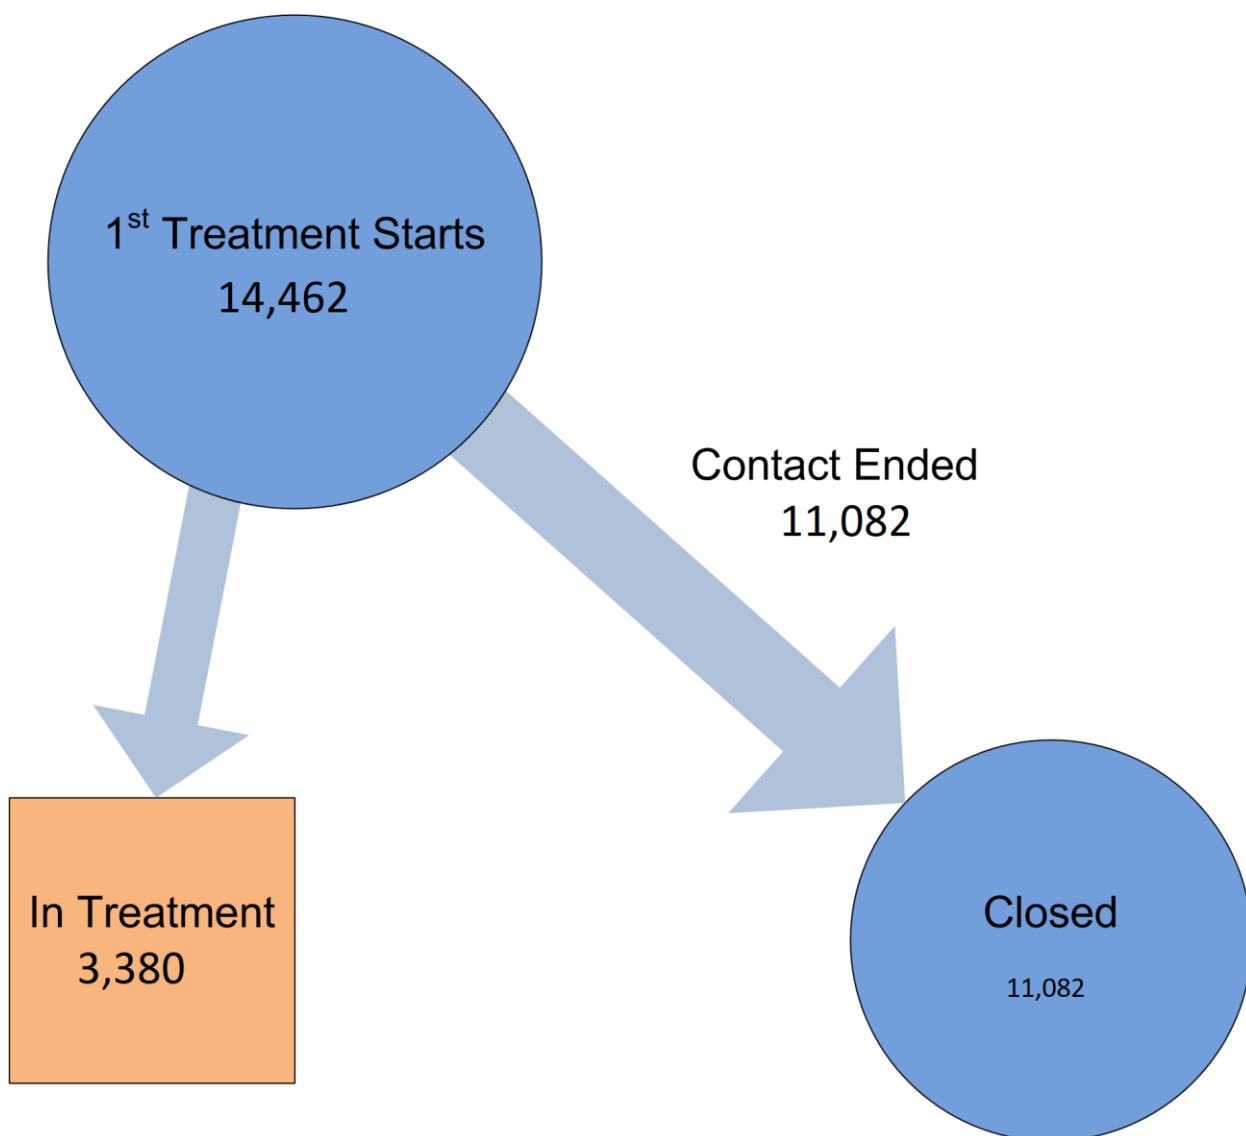 1st Treatment Starts
14,462
Contact Ended
11,082
In Treatment
3,380
Closed
11,082